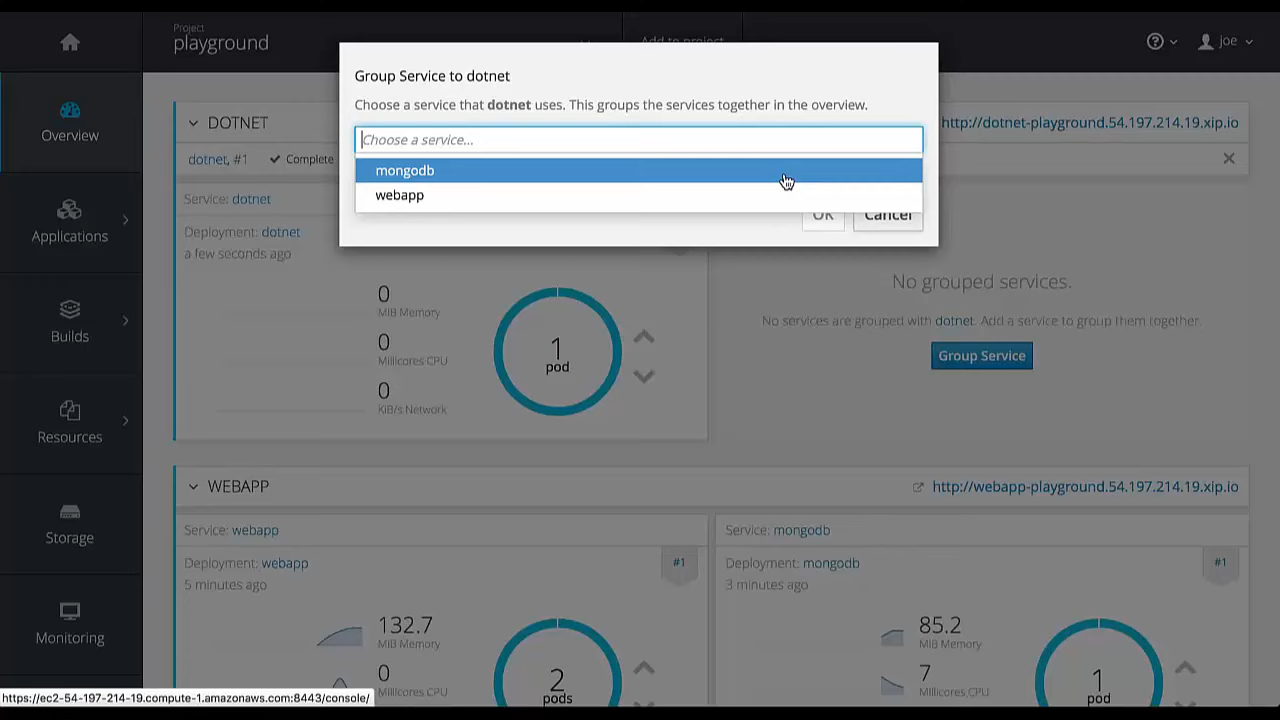 Project
playground
Add to project
joe
Group Service to dotnet
Choose a service that dotnet uses. This groups the services together in the overview.
Choose a service...
mongodb
webapp
OK
Cancel
Overview
Applications
Builds
Resources
Storage
Monitoring
DOTNET
http://dotnet-playground.54.197.214.19.xip.io
dotnet, #1
Complete
Service: dotnet
Deployment: dotnet
a few seconds ago
0
MiB Memory
0
Millicores CPU
0
KiB/s Network
1
pod
No grouped services.
No services are grouped with dotnet. Add a service to group them together.
Group Service
WEBAPP
http://webapp-playground.54.197.214.19.xip.io
Service: webapp
Deployment: webapp
#1
5 minutes ago
132.7
MiB Memory
0
Millicores CPU
2
pods
Service: mongodb
Deployment: mongodb
#1
3 minutes ago
85.2
MiB Memory
7
Millicores CPU
1
pod
https://ec2-54-197-214-19.compute-1.amazonaws.com:8443/console/